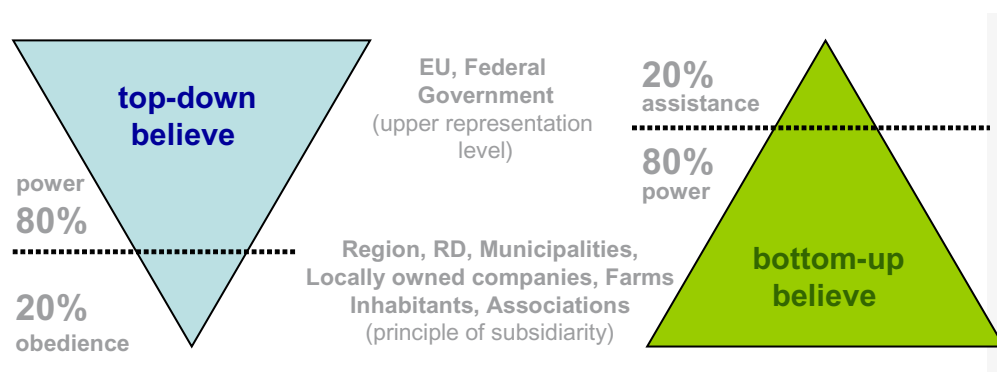 top-down
believe
power
80%
20%
obedience
EU, Federal
Government
(upper representation
level)
Region, RD, Municipalities,
Locally owned companies, Farms
Inhabitants, Associations
(principle of subsidiarity)
20%
assistance
80%
power
bottom-up
believe